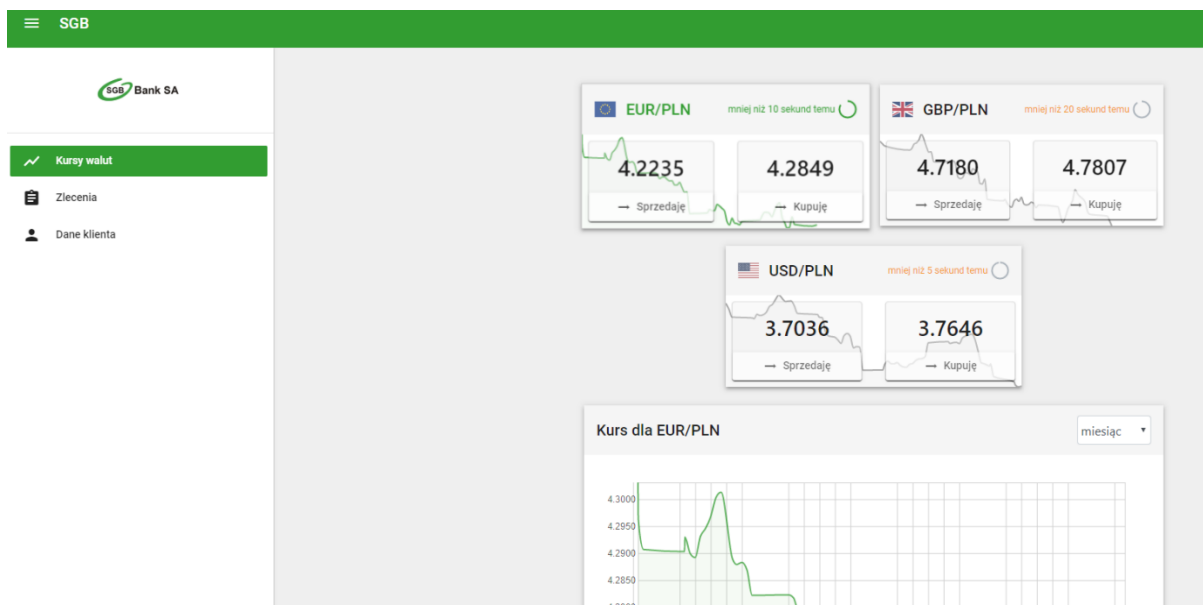 SGB
SGB Bank SA
Kursy walut
Zlecenia
Dane klienta
EUR/PLN mniej niż 10 sekund temu
4.2235 4.2849
→ Sprzedaję → Kupuję
GBP/PLN mniej niż 20 sekund temu
4.7180 4.7807
→ Sprzedaję → Kupuję
USD/PLN mniej niż 5 sekund temu
3.7036 3.7646
→ Sprzedaję → Kupuję
Kurs dla EUR/PLN miesiąc
4.3000
4.2950
4.2900
4.2850